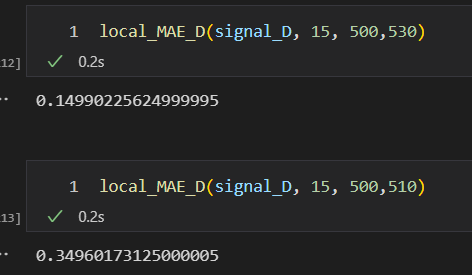 1 local_MAE_D(signal_D, 15, 500,530)
12] ✓ 0.2s
0.14990225624999995
1 local_MAE_D(signal_D, 15, 500,510)
13] ✓ 0.2s
0.34960173125000005